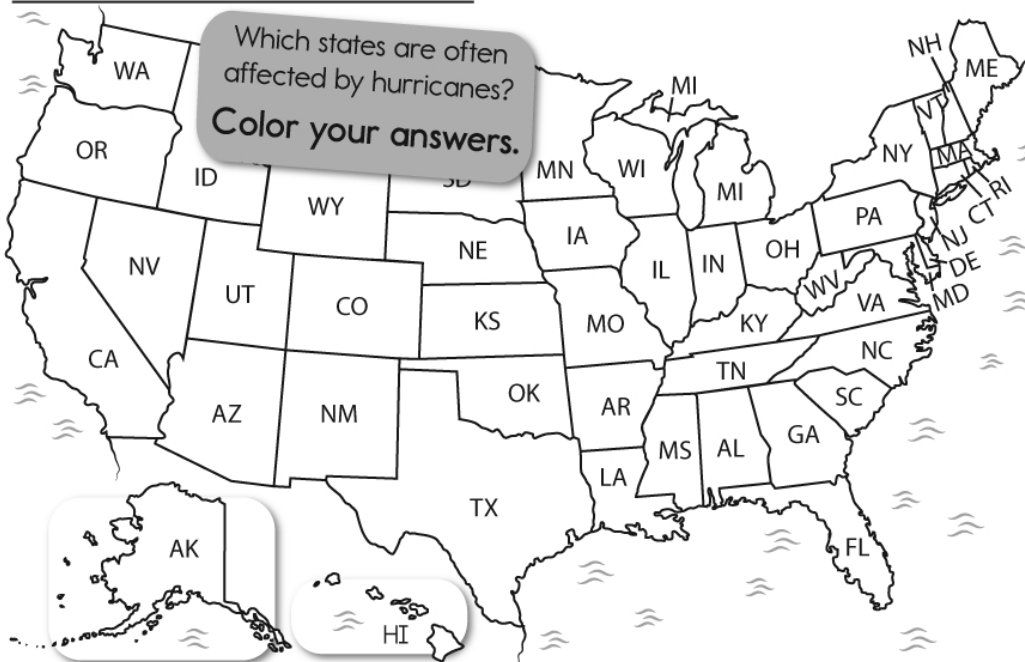 Which states are often
affected by hurricanes?
Color your answers.
WA
OR
ID
WY
SD
MN
WI
MI
MI
NH
VT
ME
NY
MA
RI
CT
PA
NJ
DE
MD
NE
IA
IL
IN
OH
WV
VA
NV
UT
CO
KS
MO
KY
CA
AZ
NM
OK
AR
TN
NC
SC
MS
AL
GA
LA
TX
FL
AK
HI